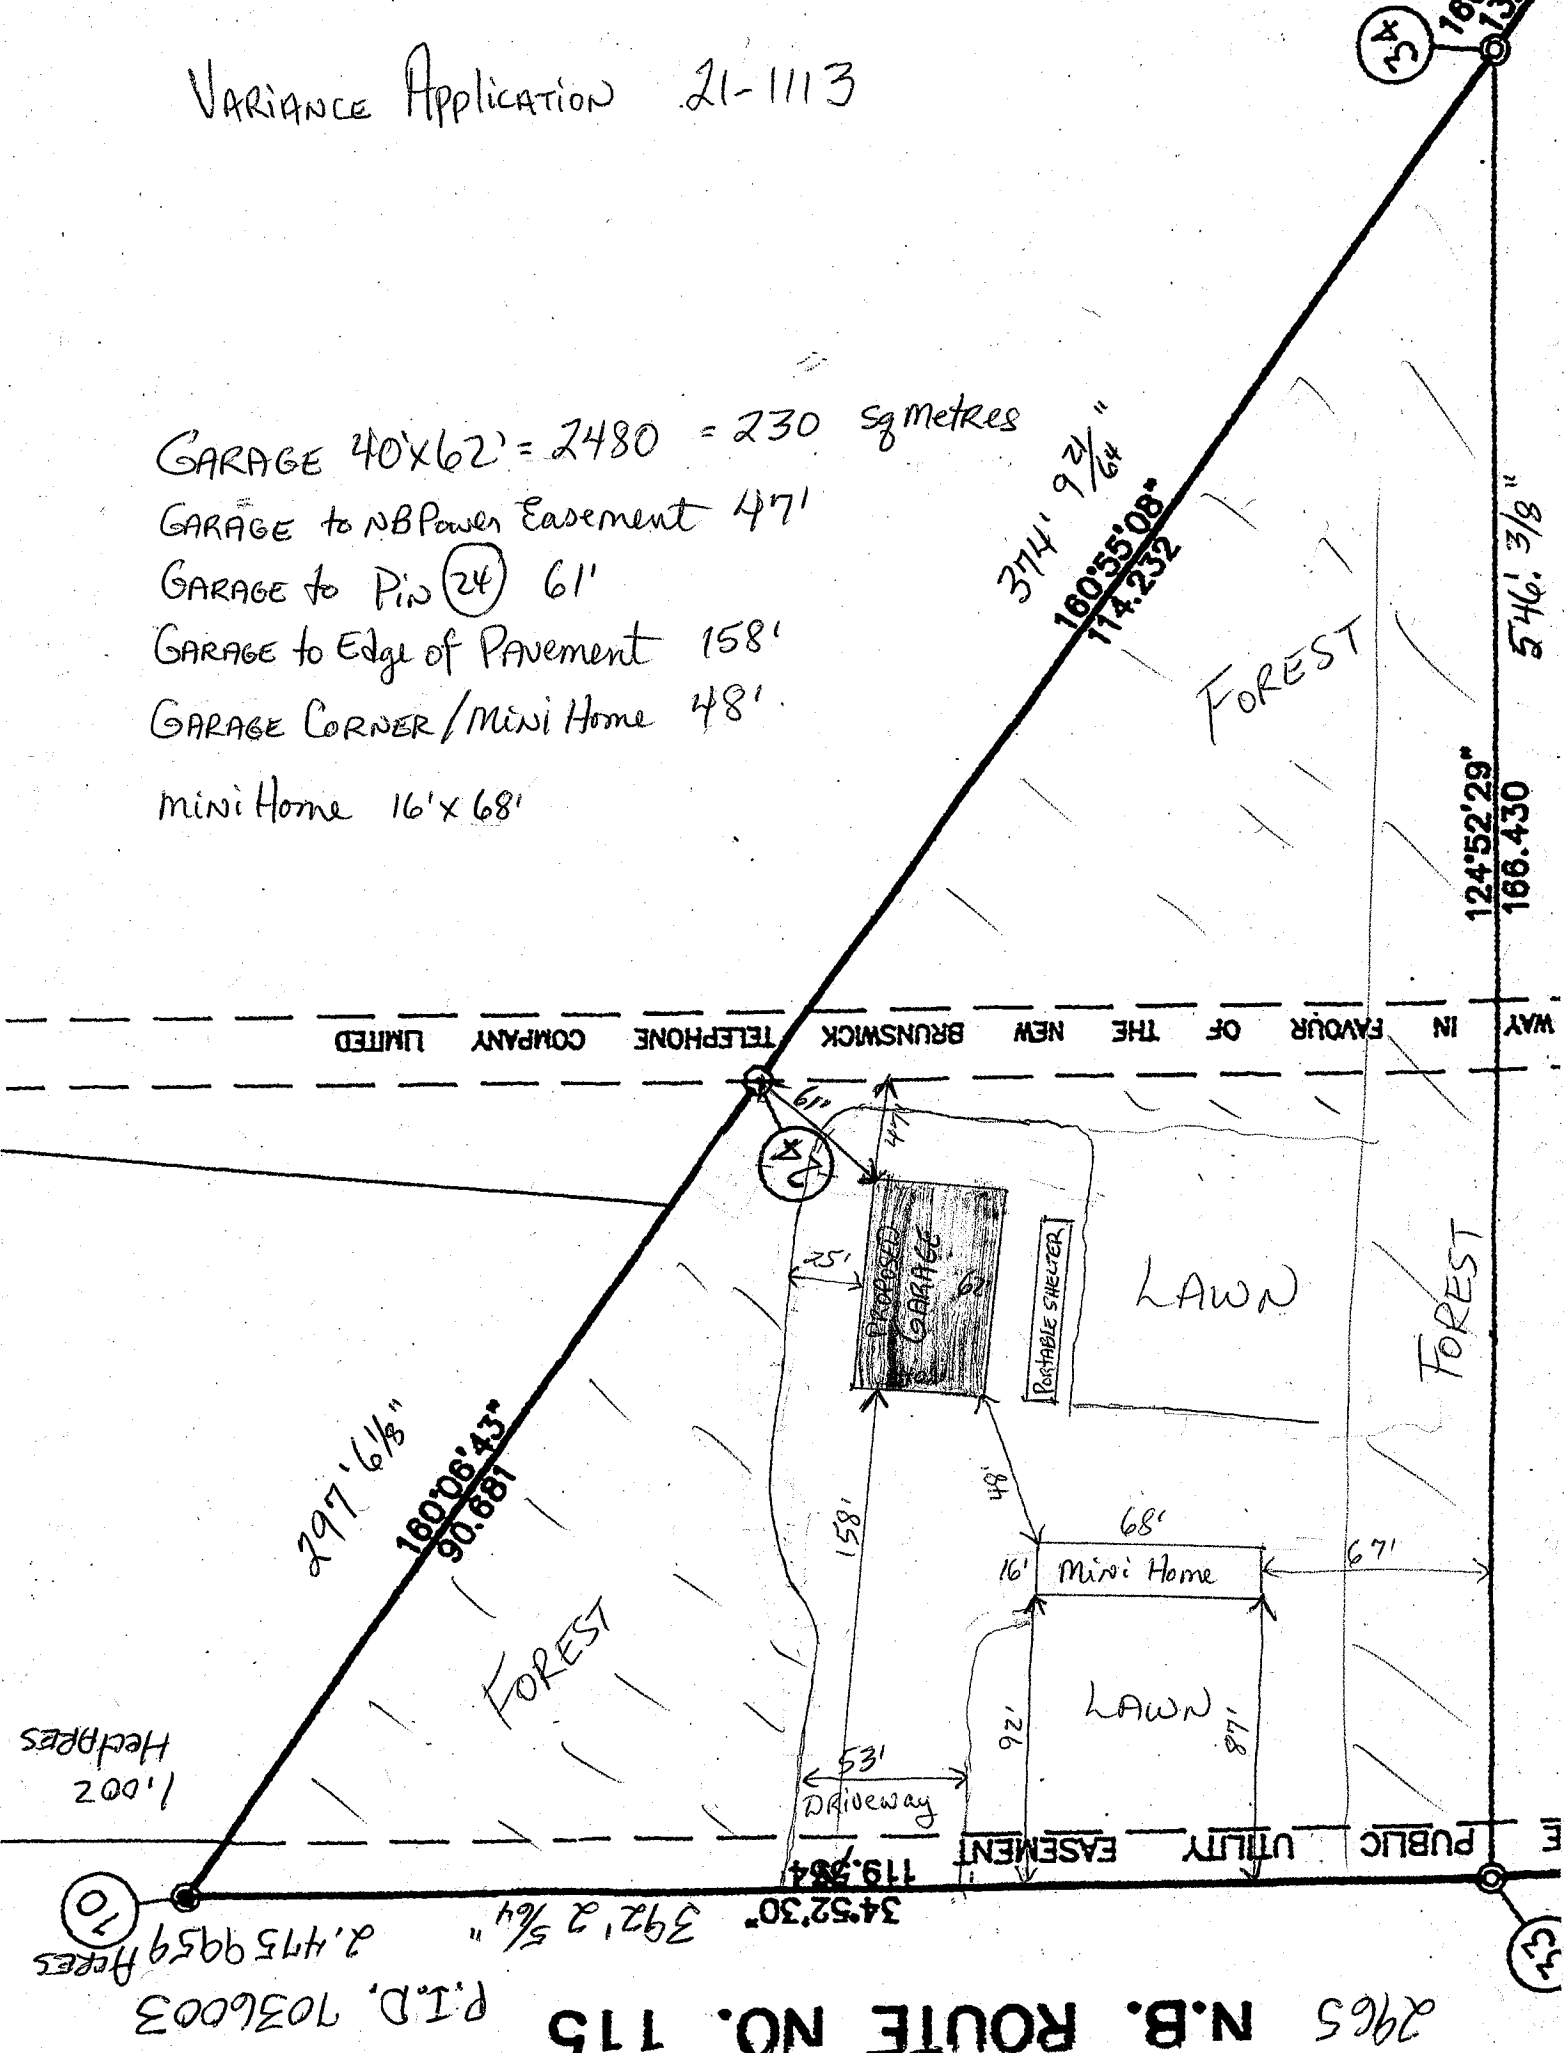 VARIANCE Application 21-1113
34
GARAGE 40'x62' = 2480 = 230 sq metres
GARAGE to NB Power Easement 47'
GARAGE to Pin 24 61'
GARAGE to Edge of PAvement 158'
GARAGE CORNER/Mini Home 48'
mini Home 16'x68'
374' 9 21/64"
160°55'08"
114.232
FOREST
546' 3/8"
124°52'29"
166.430
WAY IN FAVOUR OF THE NEW BRUNSWICK TELEPHONE COMPANY LIMITED
61'
47'
24
25'
PROPOSED
GARAGE
62'
PORTABLE SHELTER
LAWN
FOREST
297' 6 1/8"
160°06'43"
90.681
158'
48'
68'
16'
Mini Home
67'
FOREST
92'
LAWN
87'
53'
DRiveway
1.002
HectARES
PUBLIC UTILITY EASEMENT
34°52'30"
392' 2 5/64"
70
2.4759959 AcRES
P.I.D. 7036003
33
2965 N.B. ROUTE NO. 115